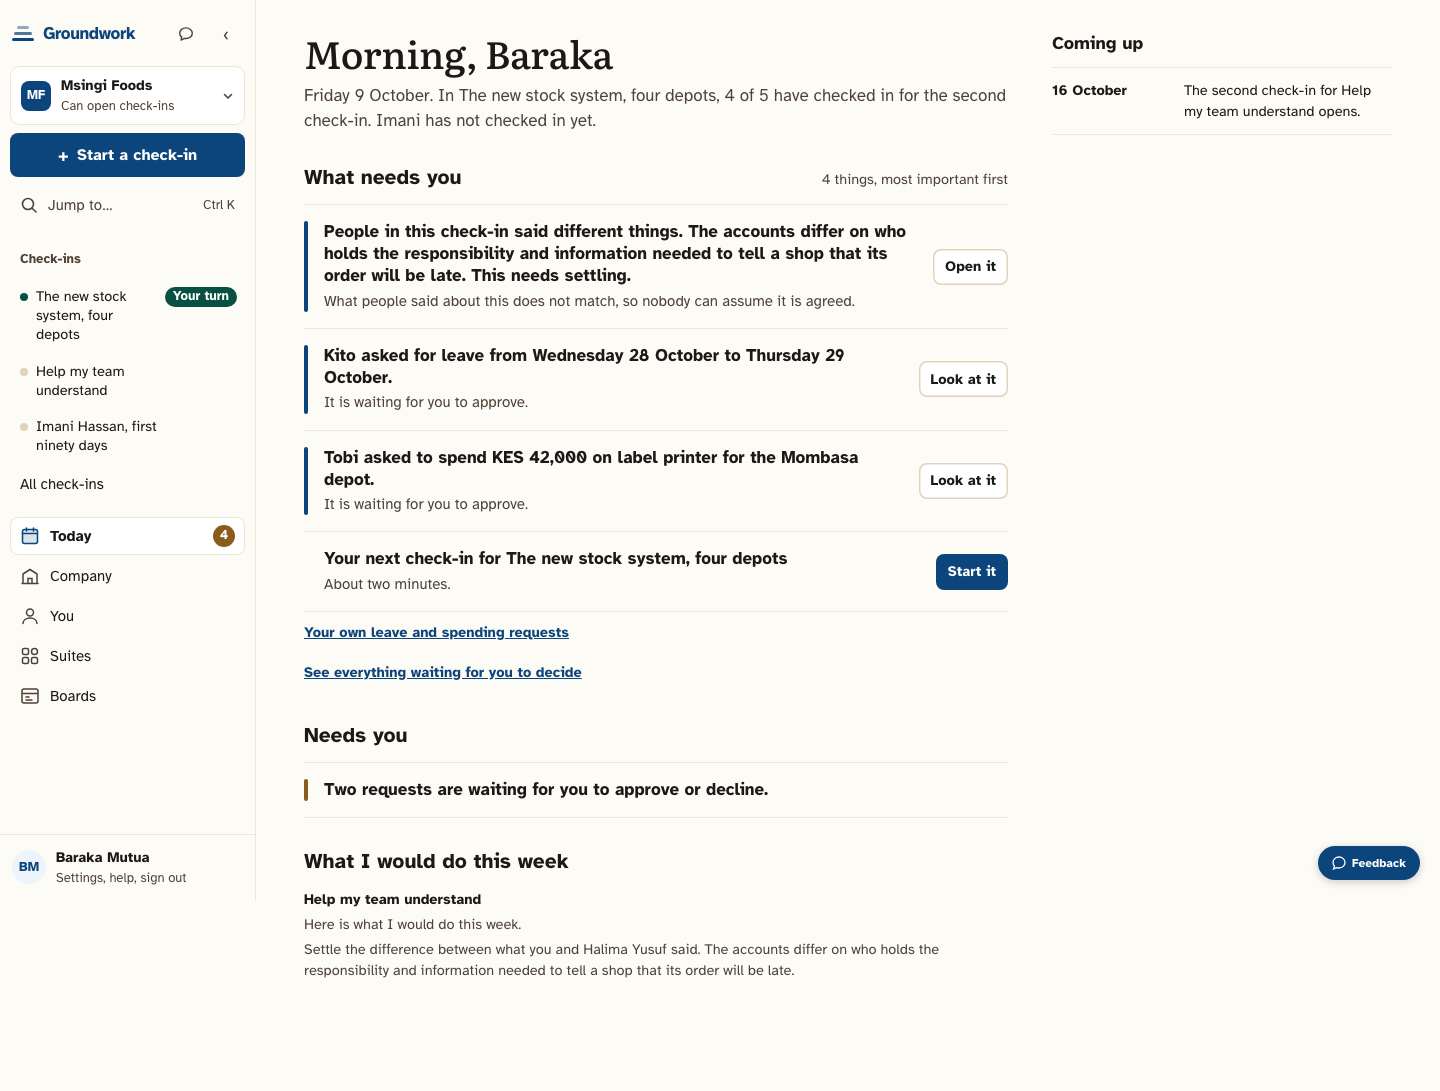 Groundwork
MF
Msingi Foods
Can open check-ins
+ Start a check-in
Jump to...
Ctrl K
Check-ins
The new stock
system, four
depots
Your turn
Help my team
understand
Imani Hassan, first
ninety days
All check-ins
Today
4
Company
You
Suites
Boards
BM
Baraka Mutua
Settings, help, sign out
Morning, Baraka
Friday 9 October. In The new stock system, four depots, 4 of 5 have checked in for the second
check-in. Imani has not checked in yet.
What needs you
4 things, most important first
People in this check-in said different things. The accounts differ on who
holds the responsibility and information needed to tell a shop that its
order will be late. This needs settling.
What people said about this does not match, so nobody can assume it is agreed.
Open it
Kito asked for leave from Wednesday 28 October to Thursday 29
October.
It is waiting for you to approve.
Look at it
Tobi asked to spend KES 42,000 on label printer for the Mombasa
depot.
It is waiting for you to approve.
Look at it
Your next check-in for The new stock system, four depots
About two minutes.
Start it
Your own leave and spending requests
See everything waiting for you to decide
Needs you
Two requests are waiting for you to approve or decline.
What I would do this week
Help my team understand
Here is what I would do this week.
Settle the difference between what you and Halima Yusuf said. The accounts differ on who holds the
responsibility and information needed to tell a shop that its order will be late.
Coming up
16 October
The second check-in for Help
my team understand opens.
Feedback